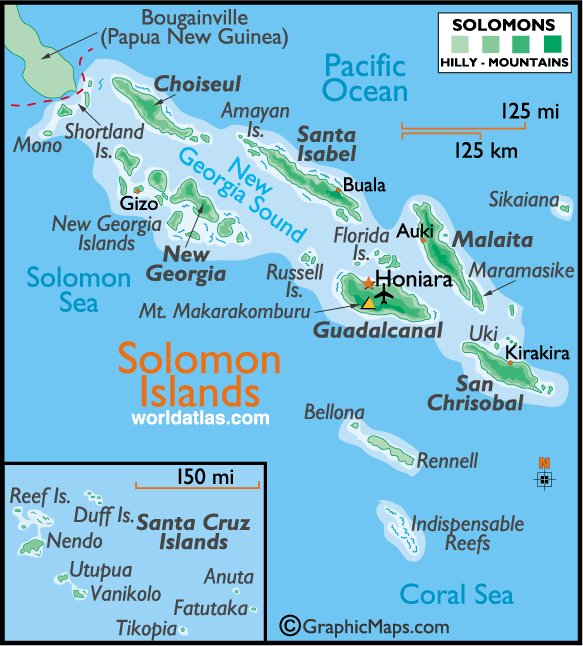 Bougainville
(Papua New Guinea)
SOLOMONS
HILLY - MOUNTAINS
Pacific
Ocean
Choiseul
125 mi
125 km
Amayan
Is.
Santa
Isabel
Mono
Shortland
Is.
New
Georgia Sound
Buala
Gizo
Sikaiana
New Georgia
Islands
New
Georgia
Florida
Is.
Auki
Malaita
Solomon
Sea
Russell
Is.
Honiara
Maramasike
Mt. Makarakomburu
Guadalcanal
Uki
Kirakira
Solomon
Islands
worldatlas.com
San
Chrisobal
Bellona
Rennell
N
150 mi
Reef Is.
Duff Is.
Santa Cruz
Islands
Nendo
Indispensable
Reefs
Utupua
Vanikolo
Anuta
Fatutaka
Tikopia
Coral Sea
©GraphicMaps.com